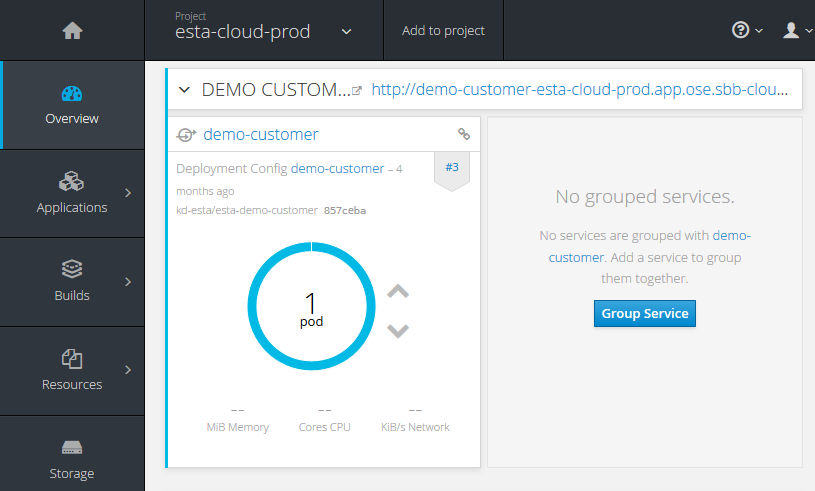 Project
esta-cloud-prod
Add to project
Overview
Applications
Builds
Resources
Storage
DEMO CUSTOM... http://demo-customer-esta-cloud-prod.app.ose.sbb-clou...
demo-customer
Deployment Config demo-customer – 4
months ago
#3
kd-esta/esta-demo-customer 857ceba
1
pod
-- -- --
MiB Memory Cores CPU KiB/s Network
No grouped services.
No services are grouped with demo-
customer. Add a service to group
them together.
Group Service